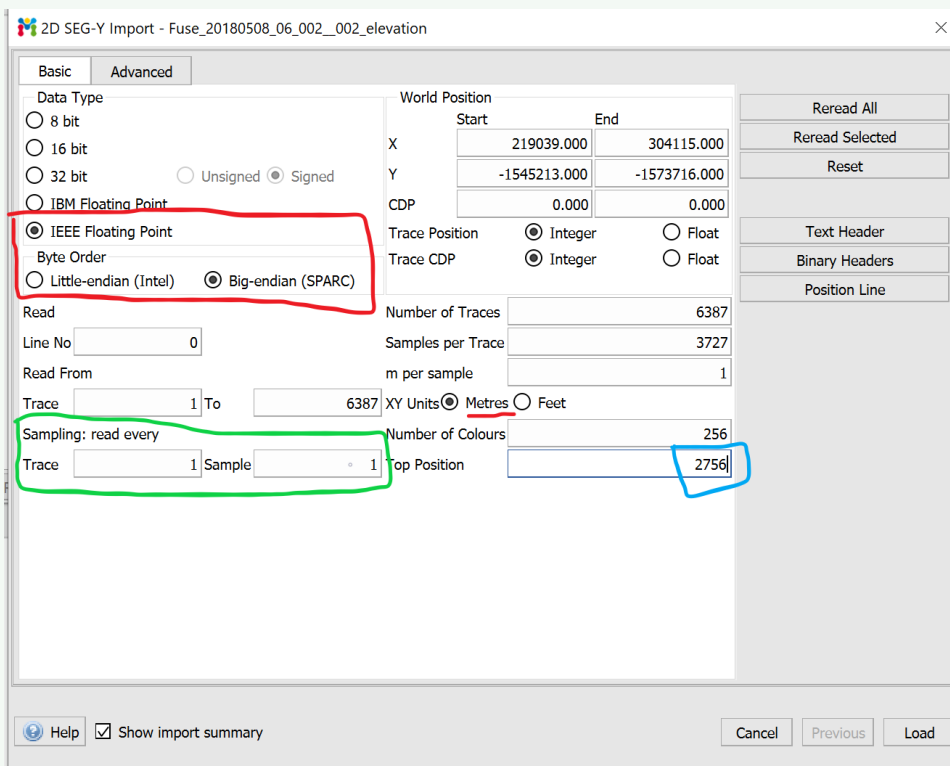 2D SEG-Y Import - Fuse_20180508_06_002__002_elevation
Basic Advanced
Data Type
8 bit
16 bit
32 bit Unsigned Signed
IBM Floating Point
IEEE Floating Point
Byte Order
Little-endian (Intel) Big-endian (SPARC)
Read
Line No 0
Read From
Trace 1 To 6387
Sampling: read every
Trace 1 Sample 1
World Position
Start End
X 219039.000 304115.000
Y -1545213.000 -1573716.000
CDP 0.000 0.000
Trace Position Integer Float
Trace CDP Integer Float
Number of Traces 6387
Samples per Trace 3727
m per sample 1
XY Units Metres Feet
Number of Colours 256
Top Position 2756
Reread All
Reread Selected
Reset
Text Header
Binary Headers
Position Line
Help Show import summary Cancel Previous Load